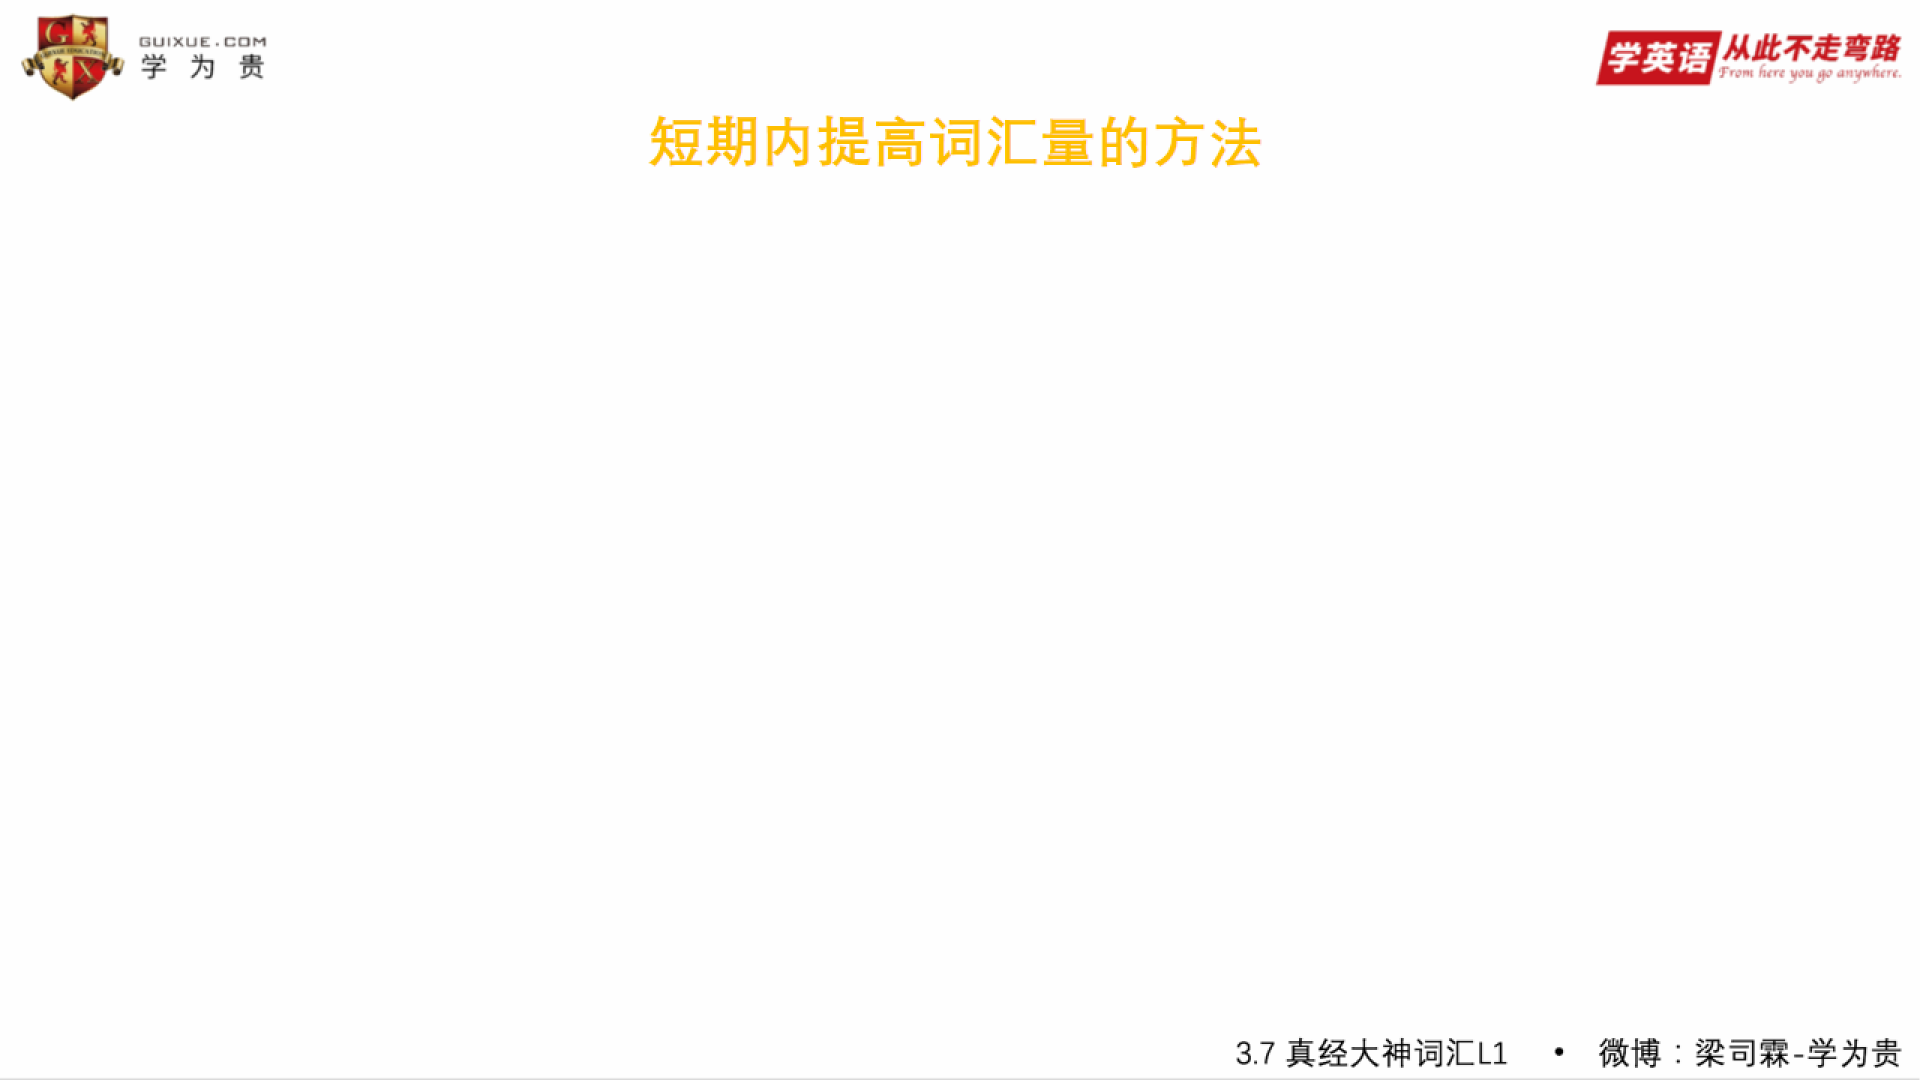 GUIXUE.COM
学为贵
学英语 从此不走弯路
From here you go anywhere.
短期内提高词汇量的方法
3.7 真经大神词汇L1 • 微博：梁司霖-学为贵